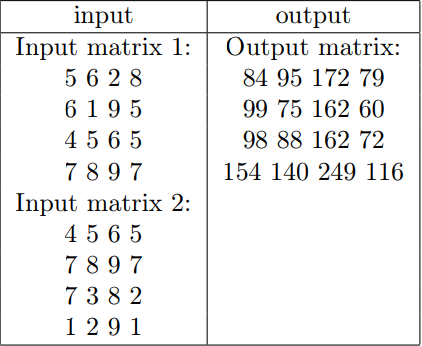 input output
Input matrix 1: Output matrix:
5 6 2 8 84 95 172 79
6 1 9 5 99 75 162 60
4 5 6 5 98 88 162 72
7 8 9 7 154 140 249 116
Input matrix 2:
4 5 6 5
7 8 9 7
7 3 8 2
1 2 9 1